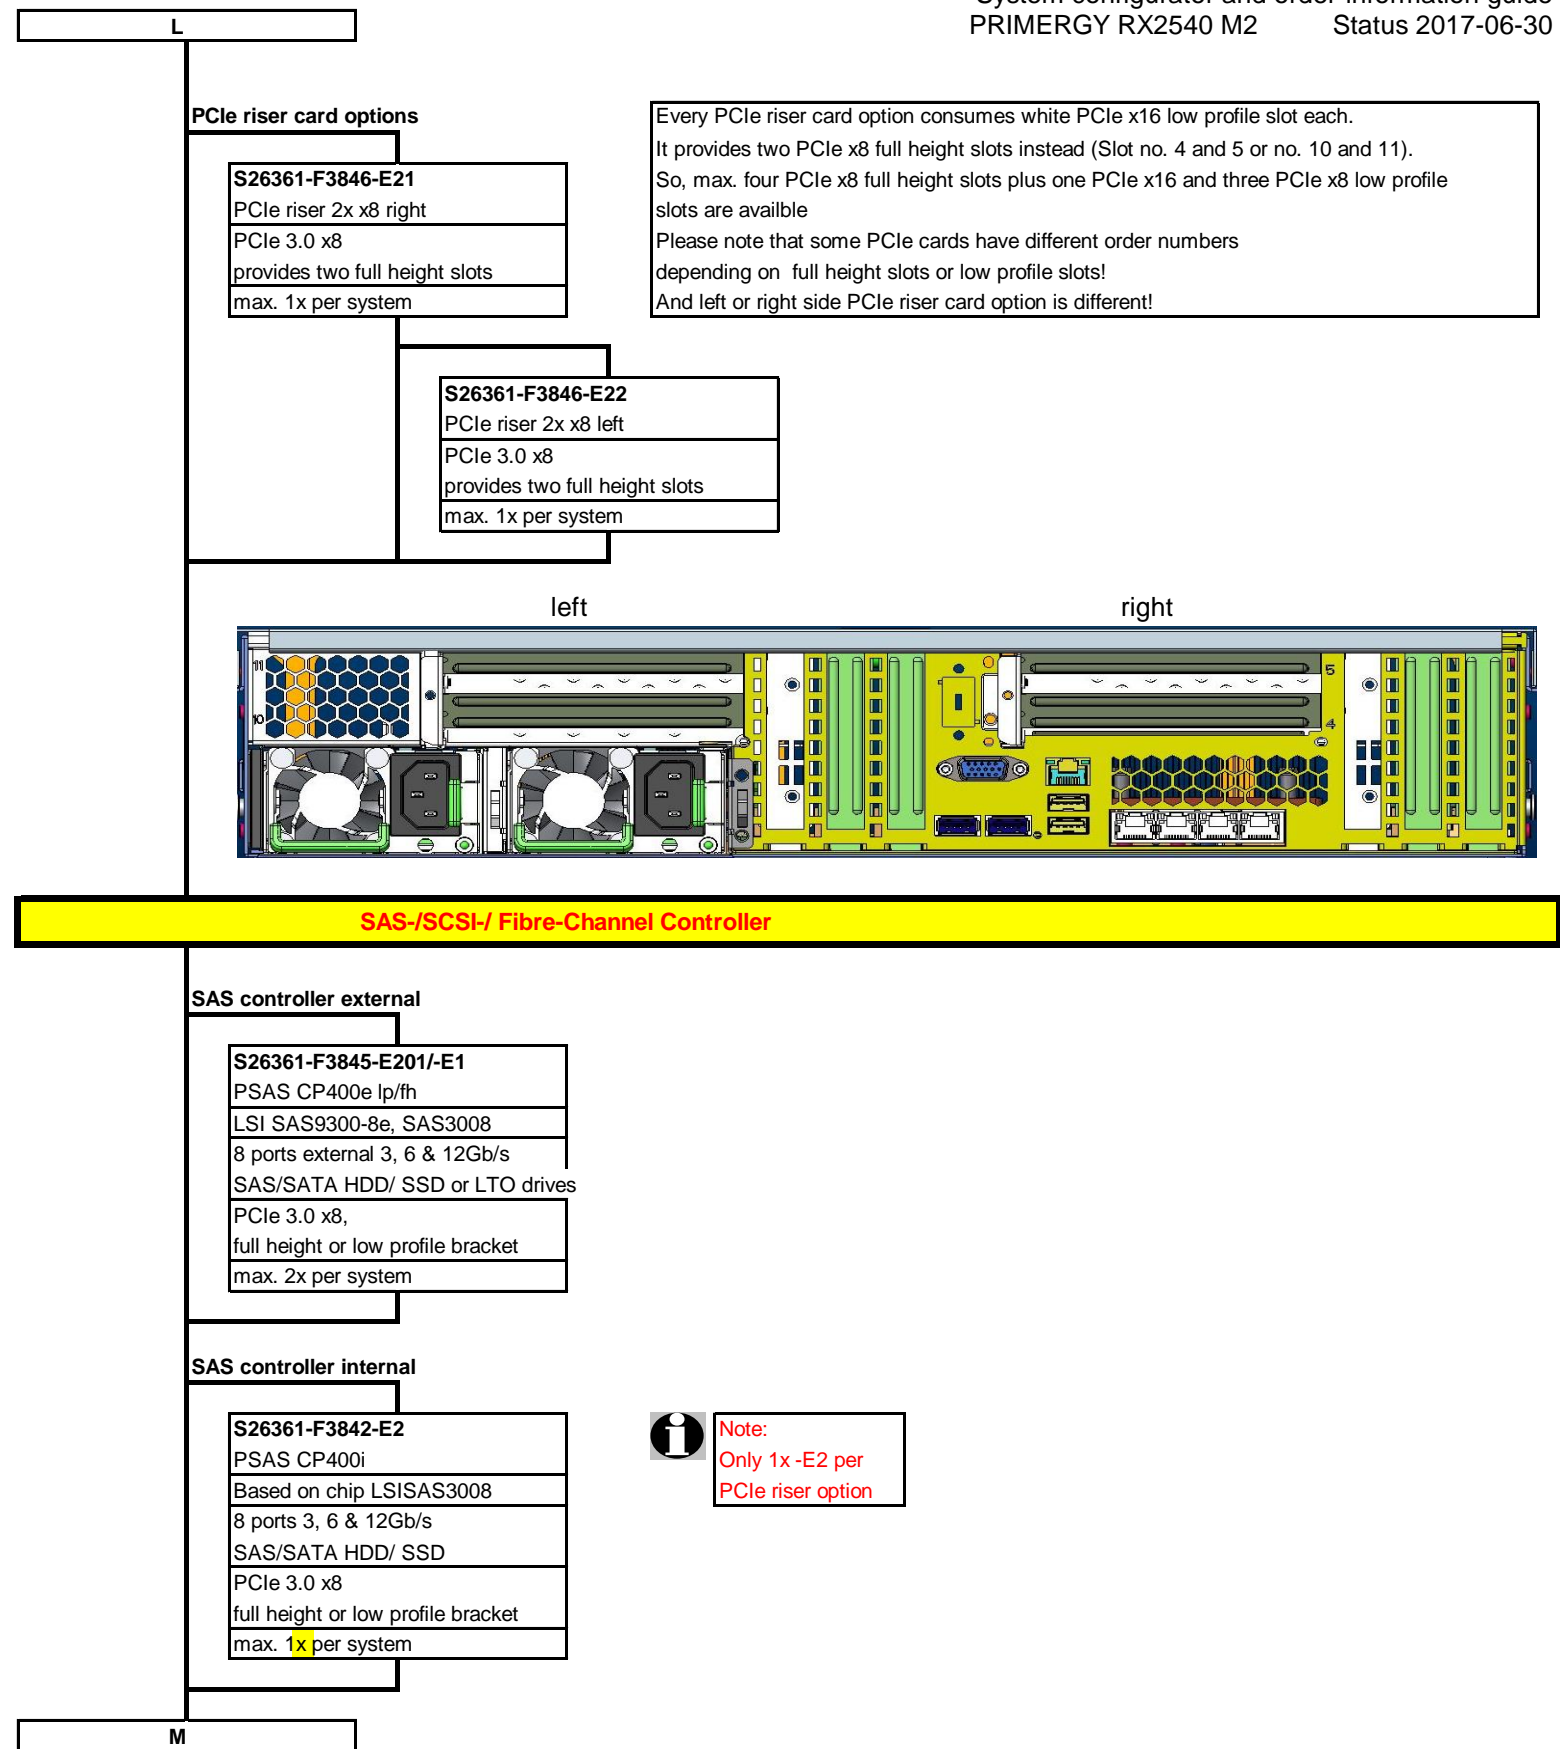 System configurator and order-information guide
PRIMERGY RX2540 M2 Status 2017-06-30
L
PCIe riser card options
S26361-F3846-E21
PCIe riser 2x x8 right
PCIe 3.0 x8
provides two full height slots
max. 1x per system
Every PCIe riser card option consumes white PCIe x16 low profile slot each.
It provides two PCIe x8 full height slots instead (Slot no. 4 and 5 or no. 10 and 11).
So, max. four PCIe x8 full height slots plus one PCIe x16 and three PCIe x8 low profile
slots are availble
Please note that some PCIe cards have different order numbers
depending on full height slots or low profile slots!
And left or right side PCIe riser card option is different!
S26361-F3846-E22
PCIe riser 2x x8 left
PCIe 3.0 x8
provides two full height slots
max. 1x per system
left
right
11
10
5
4
SAS-/SCSI-/ Fibre-Channel Controller
SAS controller external
S26361-F3845-E201/-E1
PSAS CP400e lp/fh
LSI SAS9300-8e, SAS3008
8 ports external 3, 6 & 12Gb/s
SAS/SATA HDD/ SSD or LTO drives
PCIe 3.0 x8,
full height or low profile bracket
max. 2x per system
SAS controller internal
S26361-F3842-E2
PSAS CP400i
Based on chip LSISAS3008
8 ports 3, 6 & 12Gb/s
SAS/SATA HDD/ SSD
PCIe 3.0 x8
full height or low profile bracket
max. 1x per system
Note:
Only 1x -E2 per
PCIe riser option
M